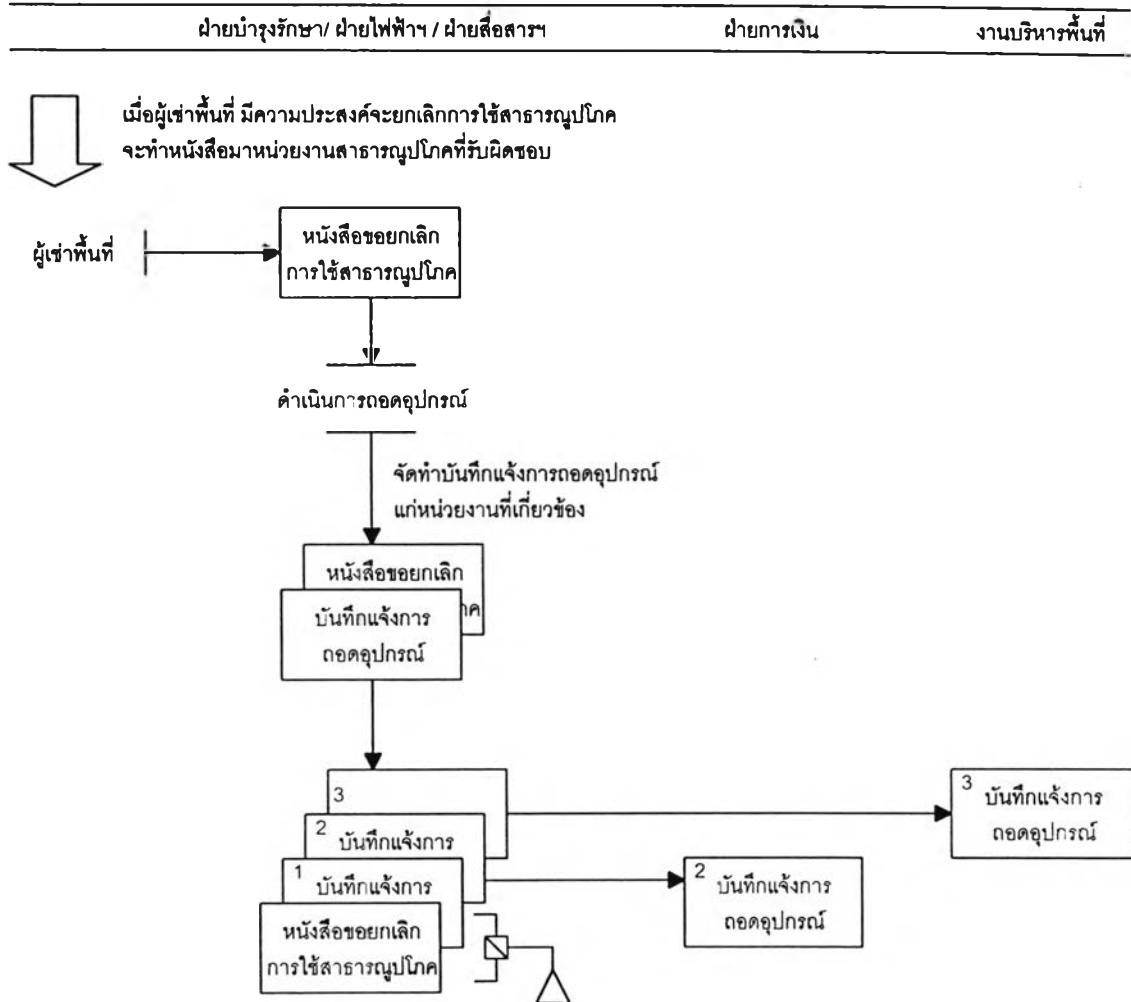 ฝ่ายบำรุงรักษา/ ฝ่ายไฟฟ้าฯ / ฝ่ายสื่อสารฯ ฝ่ายการเงิน งานบริหารพื้นที่
เมื่อผู้เช่าพื้นที่ มีความประสงค์จะยกเลิกการใช้สาธารณูปโภค
จะทำหนังสือมาหน่วยงานสาธารณูปโภคที่รับผิดชอบ
ผู้เช่าพื้นที่
หนังสือขอยกเลิก
การใช้สาธารณูปโภค
ดำเนินการถอดอุปกรณ์
จัดทำบันทึกแจ้งการถอดอุปกรณ์
แก่หน่วยงานที่เกี่ยวข้อง
หนังสือขอยกเลิก
ภค
บันทึกแจ้งการ
ถอดอุปกรณ์
3
2
บันทึกแจ้งการ
1
บันทึกแจ้งการ
หนังสือขอยกเลิก
การใช้สาธารณูปโภค
2
บันทึกแจ้งการ
ถอดอุปกรณ์
3
บันทึกแจ้งการ
ถอดอุปกรณ์